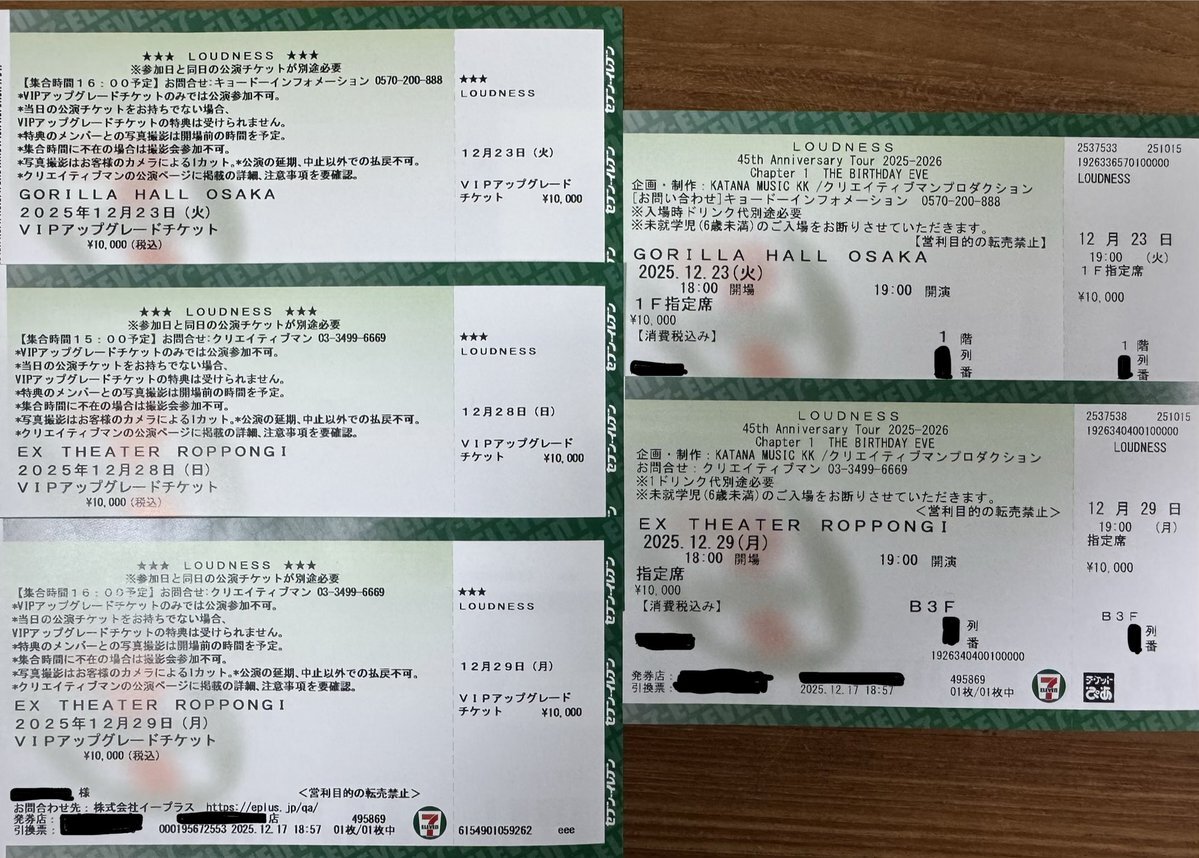 ★★★ LOUDNESS ★★★
※参加日と同日の公演チケットが別途必要
【集合時間16:00予定】お問合せ:キョードーインフォメーション 0570-200-888
*VIPアップグレードチケットのみでは公演参加不可。
*当日の公演チケットをお持ちでない場合、
VIPアップグレードチケットの特典は受けられません。
*特典のメンバーとの写真撮影は開場前の時間を予定。
*集合時間に不在の場合は撮影会参加不可。
*写真撮影はお客様のカメラによる1カット。*公演の延期、中止以外での払戻不可。
*クリエイティブマンの公演ページに掲載の詳細、注意事項を要確認。
GORILLA HALL OSAKA
2025年12月23日(火)
VIPアップグレードチケット
¥10,000(税込)
★★★
LOUDNESS
12月23日(火)
VIPアップグレード
チケット ¥10,000
セブン-イレブン
★★★ LOUDNESS ★★★
※参加日と同日の公演チケットが別途必要
【集合時間15:00予定】お問合せ:クリエイティブマン 03-3499-6669
*VIPアップグレードチケットのみでは公演参加不可。
*当日の公演チケットをお持ちでない場合、
VIPアップグレードチケットの特典は受けられません。
*特典のメンバーとの写真撮影は開場前の時間を予定。
*集合時間に不在の場合は撮影会参加不可。
*写真撮影はお客様のカメラによる1カット。*公演の延期、中止以外での払戻不可。
*クリエイティブマンの公演ページに掲載の詳細、注意事項を要確認。
EX THEATER ROPPONGI
2025年12月28日(日)
VIPアップグレードチケット
¥10,000(税込)
★★★
LOUDNESS
12月28日(日)
VIPアップグレード
チケット ¥10,000
セブン-イレブン
★★★ LOUDNESS ★★★
※参加日と同日の公演チケットが別途必要
【集合時間16:00予定】お問合せ:クリエイティブマン 03-3499-6669
*VIPアップグレードチケットのみでは公演参加不可。
*当日の公演チケットをお持ちでない場合、
VIPアップグレードチケットの特典は受けられません。
*特典のメンバーとの写真撮影は開場前の時間を予定。
*集合時間に不在の場合は撮影会参加不可。
*写真撮影はお客様のカメラによる1カット。*公演の延期、中止以外での払戻不可。
*クリエイティブマンの公演ページに掲載の詳細、注意事項を要確認。
EX THEATER ROPPONGI
2025年12月29日(月)
VIPアップグレードチケット
¥10,000(税込)
様 <営利目的の転売禁止>
お問合わせ先:株式会社イープラス https://eplus.jp/qa/
発券店: 店 495869
引換票: 000195672553 2025.12.17 18:57 01枚/01枚中
7 ELEVEN
★★★
LOUDNESS
12月29日(月)
VIPアップグレード
チケット ¥10,000
6154901059262 eee
セブン-イレブン
LOUDNESS
45th Anniversary Tour 2025-2026
Chapter 1 THE BIRTHDAY EVE
企画・制作:KATANA MUSIC KK /クリエイティブマンプロダクション
[お問い合わせ]キョードーインフォメーション 0570-200-888
※入場時ドリンク代別途必要
※未就学児(6歳未満)のご入場をお断りさせていただきます。
【営利目的の転売禁止】
GORILLA HALL OSAKA
2025.12.23(火)
18:00 開場 19:00 開演
1F指定席
¥10,000
【消費税込み】
1 階
列
番
2537533 251015
1926336570100000
LOUDNESS
12月23日
19:00 (火)
1F指定席
¥10,000
1 階
列
番
LOUDNESS
45th Anniversary Tour 2025-2026
Chapter 1 THE BIRTHDAY EVE
企画・制作:KATANA MUSIC KK /クリエイティブマンプロダクション
お問合せ:クリエイティブマン 03-3499-6669
※1ドリンク代別途必要
※未就学児(6歳未満)のご入場をお断りさせていただきます。
<営利目的の転売禁止>
EX THEATER ROPPONGI
2025.12.29(月)
18:00 開場 19:00 開演
指定席
¥10,000
【消費税込み】
B3F
列
番
1926340400100000
発券店: 495869
引換票: 2025.12.17 18:57 01枚/01枚中
7 ELEVEN
2537538 251015
1926340400100000
LOUDNESS
12月29日
19:00 (月)
指定席
¥10,000
B3F
列
番
チケットぴあ